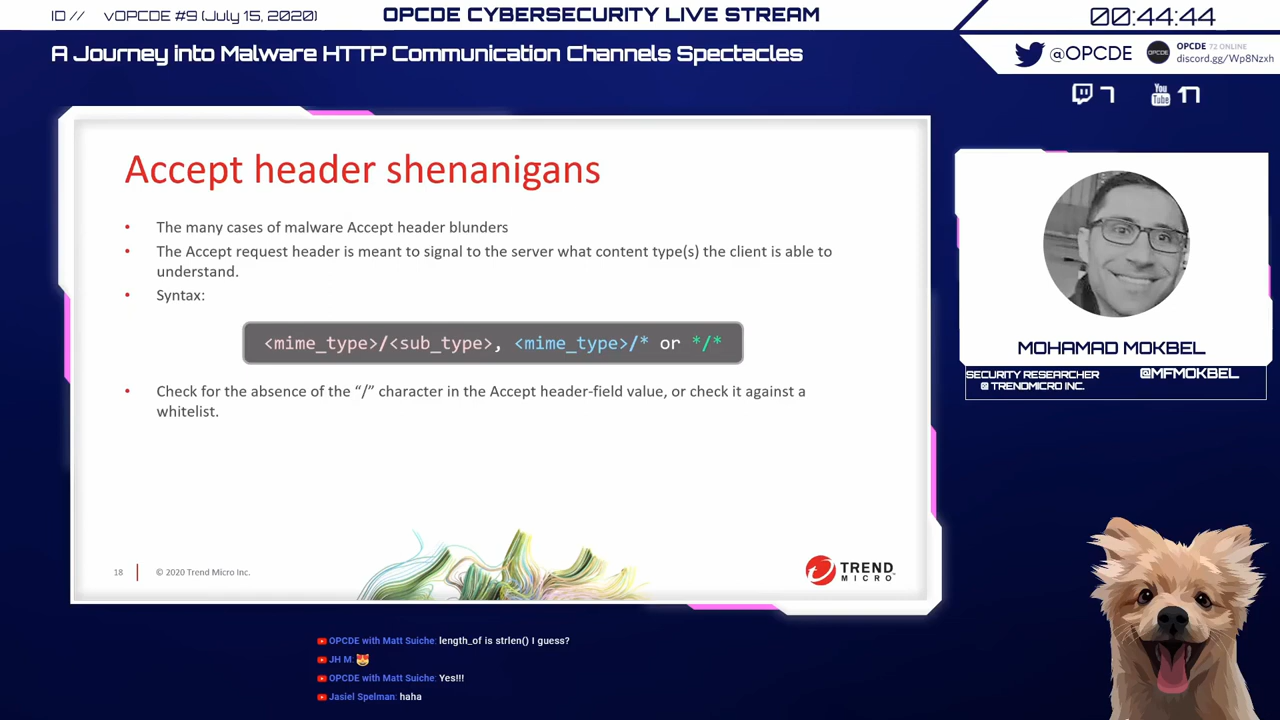 ID // vOPCDE #9 (July 15, 2020)
OPCDE CYBERSECURITY LIVE STREAM
00:44:44
A Journey into Malware HTTP Communication Channels Spectacles
@OPCDE
OPCDE
OPCDE 72 ONLINE
discord.gg/Wp8Nzxh
7
You Tube 17
Accept header shenanigans
• The many cases of malware Accept header blunders
• The Accept request header is meant to signal to the server what content type(s) the client is able to
understand.
• Syntax:
<mime_type>/<sub_type>, <mime_type>/* or */*
• Check for the absence of the “/” character in the Accept header-field value, or check it against a
whitelist.
18 © 2020 Trend Micro Inc.
TREND
MICRO
MOHAMAD MOKBEL
SECURITY RESEARCHER
@ TRENDMICRO INC.
@MFMOKBEL
OPCDE with Matt Suiche: length_of is strlen() I guess?
JH M: 😍
OPCDE with Matt Suiche: Yes!!!
Jasiel Spelman: haha